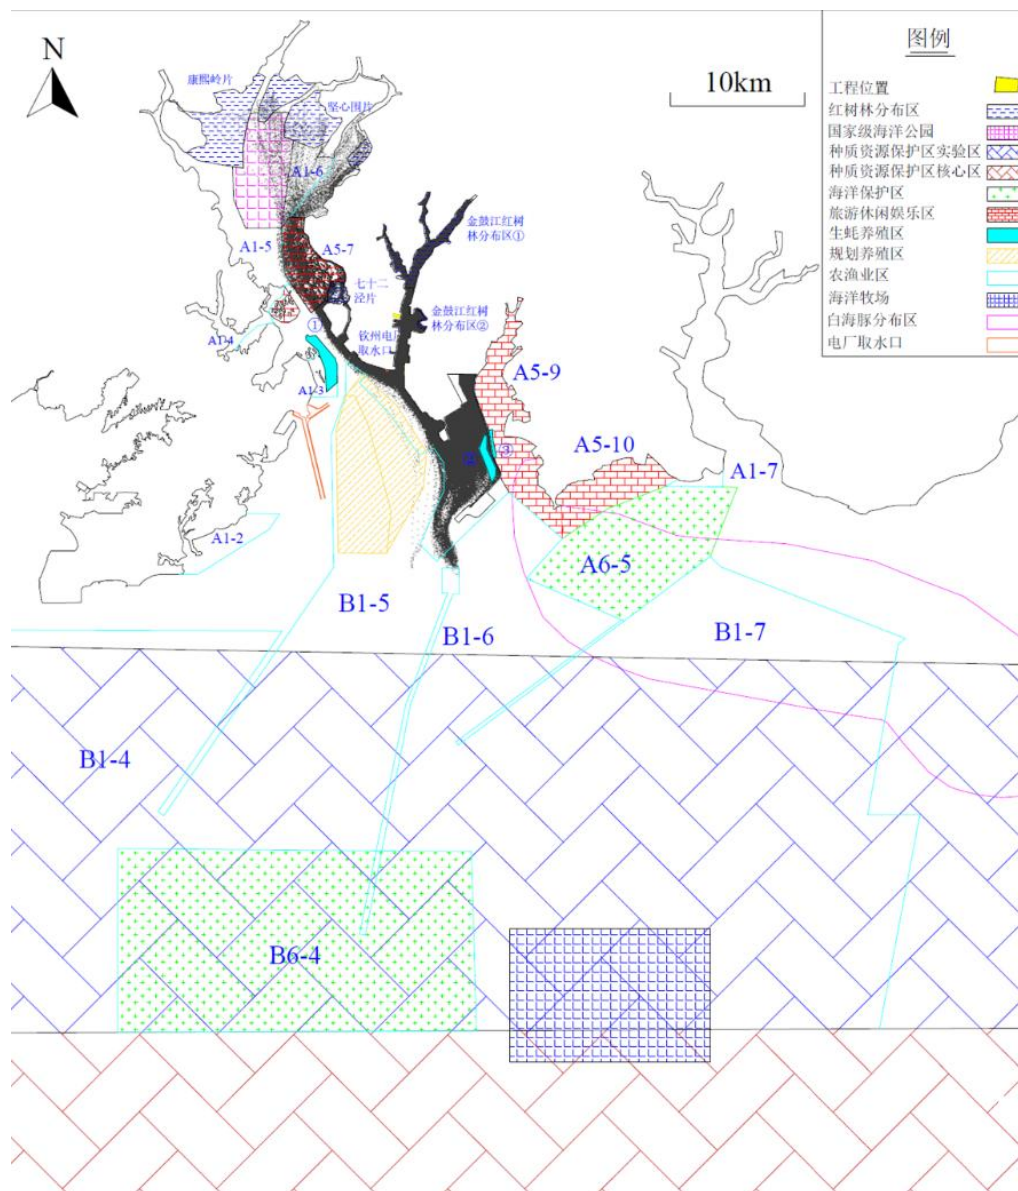 N
10km
图例
工程位置
红树林分布区
国家级海洋公园
种质资源保护区实验区
种质资源保护区核心区
海洋保护区
旅游休闲娱乐区
生蚝养殖区
规划养殖区
农渔业区
海洋牧场
白海豚分布区
电厂取水口
康熙岭片
坚心围片
A1-6
A1-5
A5-7
金鼓江红树
林分布区①
七十二
泾片
①
金鼓江红树
林分布区②
钦州电厂
取水口
A1-4
A1-3
A5-9
A5-10
②
③
A1-7
A1-2
A6-5
B1-5
B1-6
B1-7
B1-4
B6-4